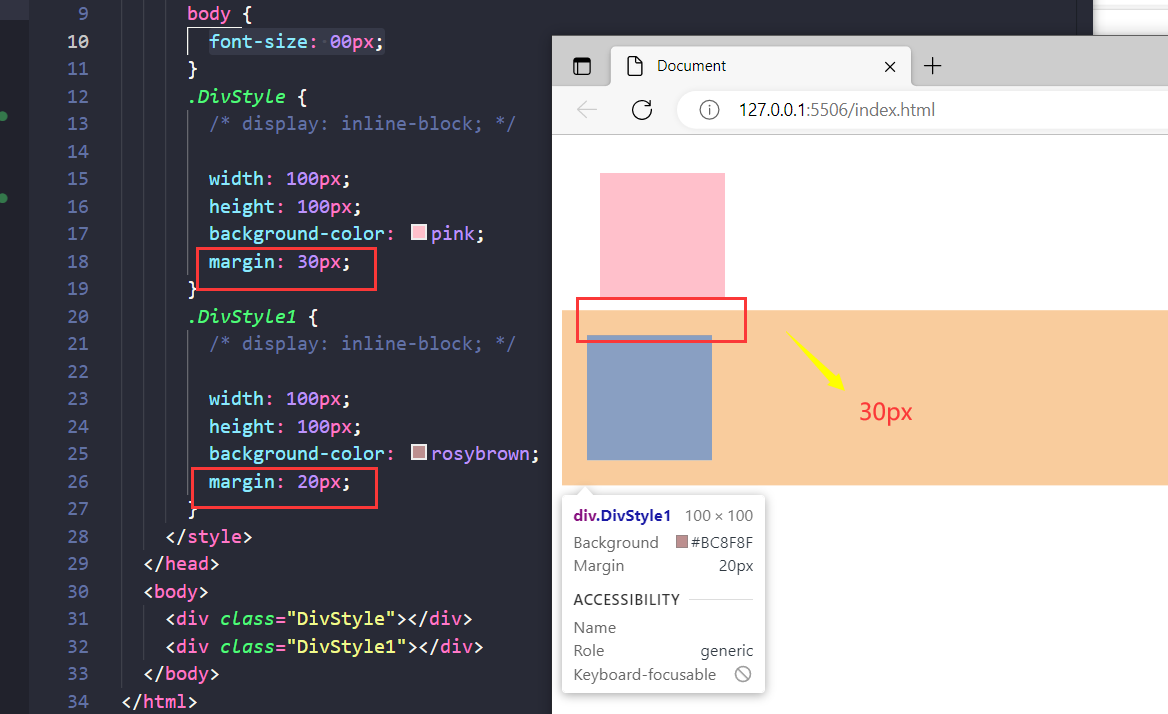 9 body {
10 font-size: 00px;
11 }
12 .DivStyle {
13 /* display: inline-block; */
14
15 width: 100px;
16 height: 100px;
17 background-color: pink;
18 margin: 30px;
19 }
20 .DivStyle1 {
21 /* display: inline-block; */
22
23 width: 100px;
24 height: 100px;
25 background-color: rosybrown;
26 margin: 20px;
27 }
28 </style>
29 </head>
30 <body>
31 <div class="DivStyle"></div>
32 <div class="DivStyle1"></div>
33 </body>
34 </html>
Document
127.0.0.1:5506/index.html
30px
div.DivStyle1 100 × 100
Background #BC8F8F
Margin 20px
ACCESSIBILITY
Name
Role generic
Keyboard-focusable